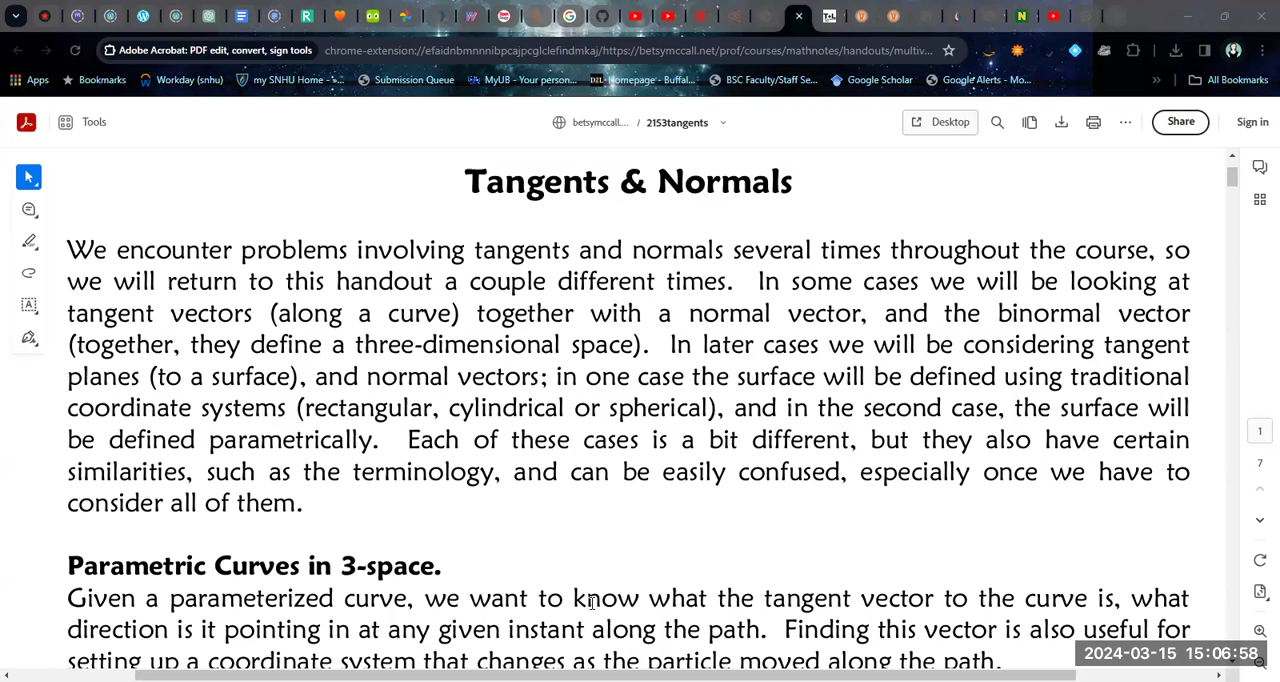 Adobe Acrobat: PDF edit, convert, sign tools chrome-extension://efaidnbmnnnibpcajpcglclefindmkaj/https://betsymccall.net/prof/courses/mathnotes/handouts/multiv...
Apps Bookmarks Workday (snhu) my SNHU Home - ... Submission Queue MyUB - Your person... DZL Homepage - Buffal... BSC Faculty/Staff Se... Google Scholar Google Alerts - Mo... » All Bookmarks
Tools betsymccall.... / 2153tangents Desktop Share Sign in
Tangents & Normals
We encounter problems involving tangents and normals several times throughout the course, so
we will return to this handout a couple different times. In some cases we will be looking at
tangent vectors (along a curve) together with a normal vector, and the binormal vector
(together, they define a three-dimensional space). In later cases we will be considering tangent
planes (to a surface), and normal vectors; in one case the surface will be defined using traditional
coordinate systems (rectangular, cylindrical or spherical), and in the second case, the surface will
be defined parametrically. Each of these cases is a bit different, but they also have certain
similarities, such as the terminology, and can be easily confused, especially once we have to
consider all of them.
1
7
Parametric Curves in 3-space.
Given a parameterized curve, we want to know what the tangent vector to the curve is, what
direction is it pointing in at any given instant along the path. Finding this vector is also useful for
setting up a coordinate system that changes as the particle moved along the path.
2024-03-15 15:06:58